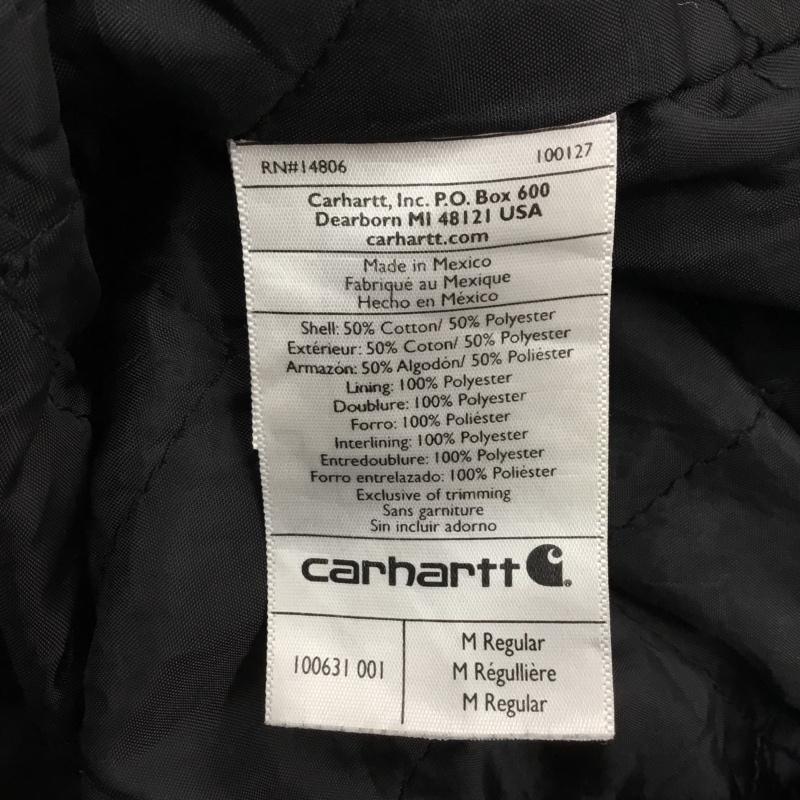 RN#14806 100127
Carhartt, Inc. P.O. Box 600
Dearborn MI 48121 USA
carhartt.com
Made in Mexico
Fabriqué au Mexique
Hecho en México
Shell: 50% Cotton/ 50% Polyester
Extérieur: 50% Coton/ 50% Polyester
Armazón: 50% Algodón/ 50% Poliéster
Lining: 100% Polyester
Doublure: 100% Polyester
Forro: 100% Poliéster
Interlining: 100% Polyester
Entredoublure: 100% Polyester
Forro entrelazado: 100% Poliéster
Exclusive of trimming
Sans garniture
Sin incluir adorno
carhartt
100631 001
M Regular
M Régullière
M Regular